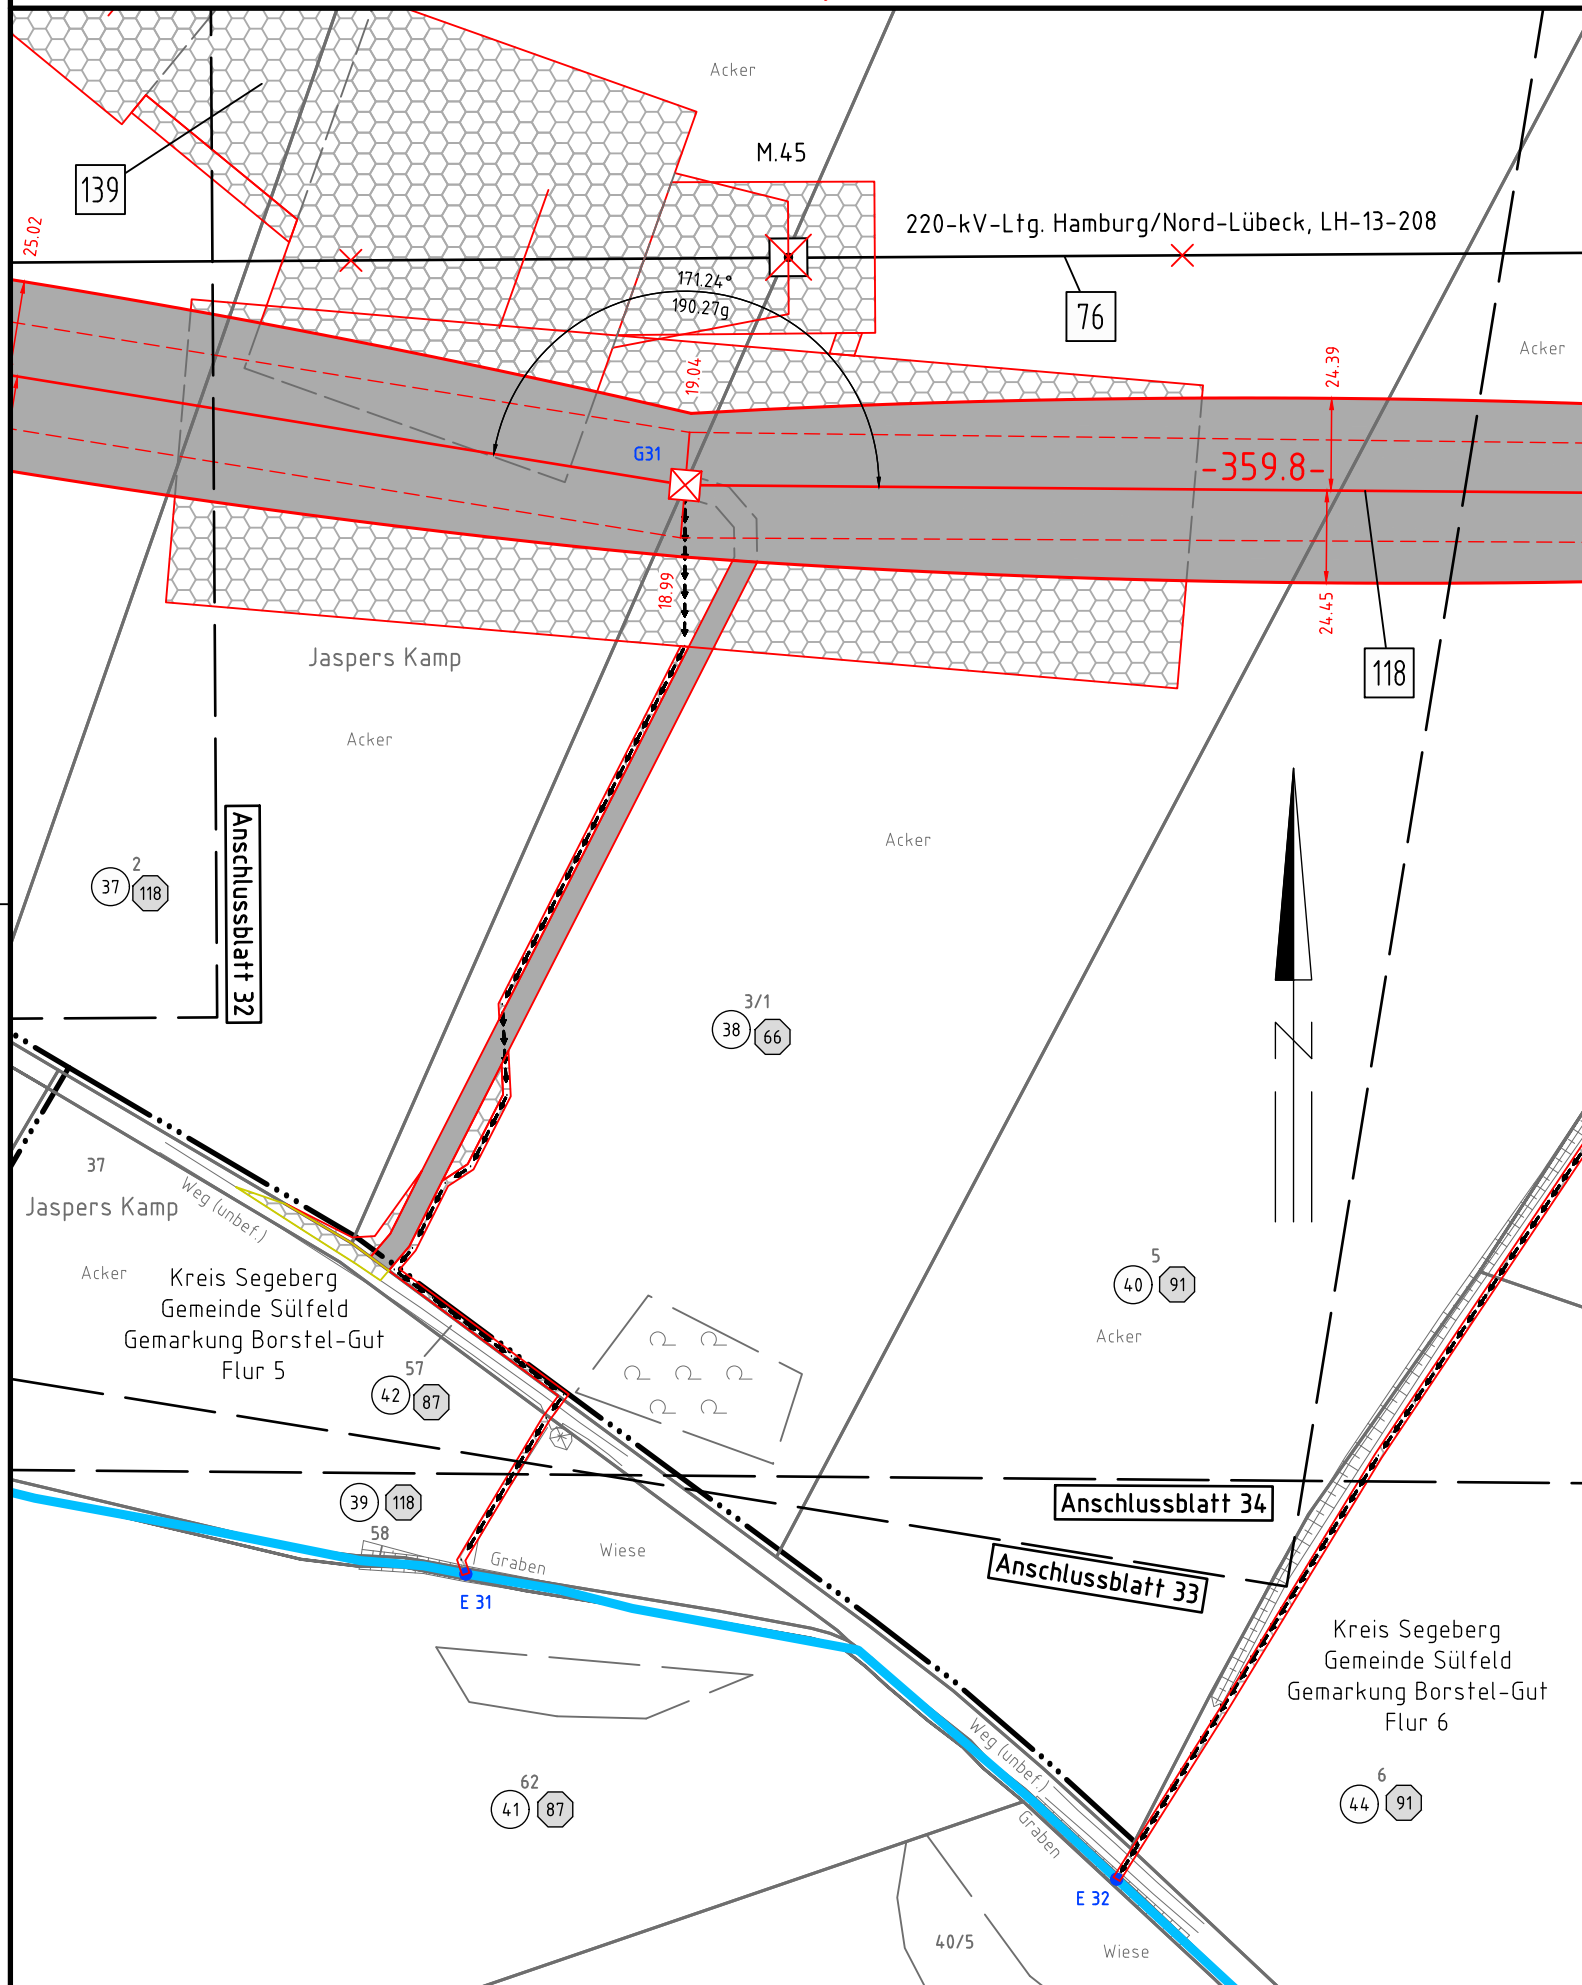 Acker
M.45
139
25.02
220-kV-Ltg. Hamburg/Nord-Lübeck, LH-13-208
171.24°
190.27g
76
Acker
19.04
24.39
G31
-359.8-
18.99
24.45
118
Jaspers Kamp
Acker
Acker
Anschlussblatt 32
2
37
118
3/1
38
66
N
37
Jaspers Kamp
Weg (unbef.)
Acker
Kreis Segeberg
Gemeinde Sülfeld
Gemarkung Borstel-Gut
Flur 5
5
40
91
Acker
57
42
87
39
118
58
Anschlussblatt 34
Graben
Wiese
Anschlussblatt 33
E 31
Kreis Segeberg
Gemeinde Sülfeld
Gemarkung Borstel-Gut
Flur 6
Weg (unbef.)
62
41
87
6
44
91
Graben
E 32
40/5
Wiese